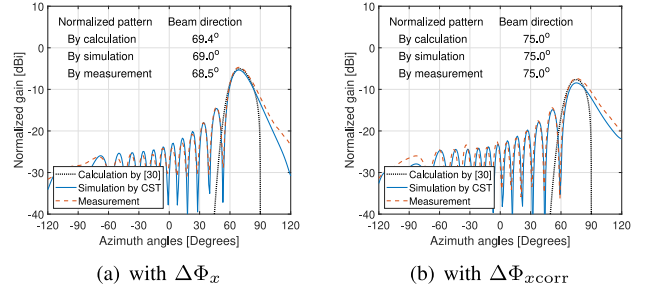 Normalized pattern Beam direction
By calculation 69.4°
By simulation 69.0°
By measurement 68.5°
Normalized gain [dBi]
20
10
0
-10
-20
-30
-40
Calculation by [30]
Simulation by CST
Measurement
-120 -90 -60 -30 0 30 60 90 120
Azimuth angles [Degrees]
(a) with ΔΦx
Normalized pattern Beam direction
By calculation 75.0°
By simulation 75.0°
By measurement 75.0°
Normalized gain [dBi]
20
10
0
-10
-20
-30
-40
Calculation by [30]
Simulation by CST
Measurement
-120 -90 -60 -30 0 30 60 90 120
Azimuth angles [Degrees]
(b) with ΔΦxcorr